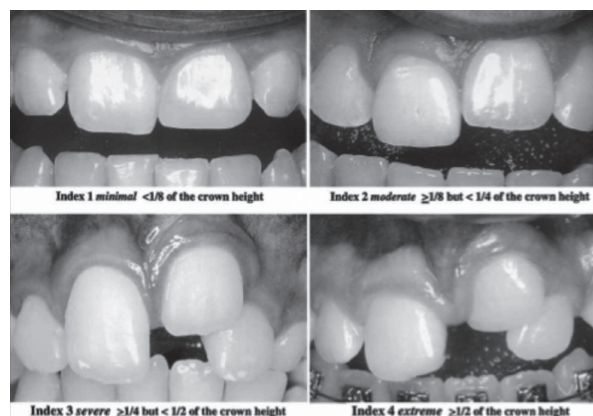 Index 1 minimal <1/8 of the crown height
Index 2 moderate ≥1/8 but < 1/4 of the crown height
Index 3 severe ≥1/4 but < 1/2 of the crown height
Index 4 extreme ≥1/2 of the crown height